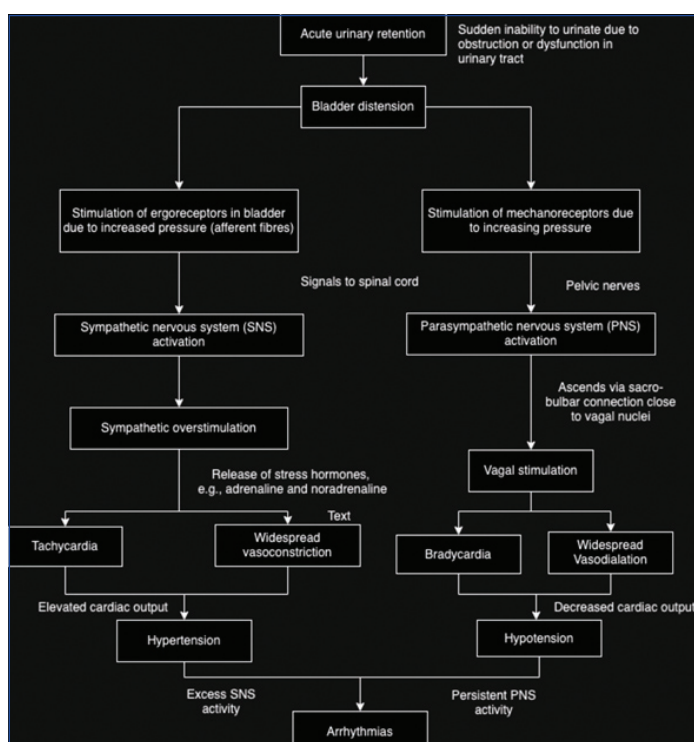 Acute urinary retention
Sudden inability to urinate due to
obstruction or dysfunction in
urinary tract
Bladder distension
Stimulation of ergoreceptors in bladder
due to increased pressure (afferent fibres)
Stimulation of mechanoreceptors due
to increasing pressure
Signals to spinal cord
Pelvic nerves
Sympathetic nervous system (SNS)
activation
Parasympathetic nervous system (PNS)
activation
Ascends via sacro-
bulbar connection close
to vagal nuclei
Sympathetic overstimulation
Vagal stimulation
Release of stress hormones,
e.g., adrenaline and noradrenaline
Text
Tachycardia
Widespread
vasoconstriction
Bradycardia
Widespread
Vasodialation
Elevated cardiac output
Decreased cardiac output
Hypertension
Hypotension
Excess SNS
activity
Persistent PNS
activity
Arrhythmias